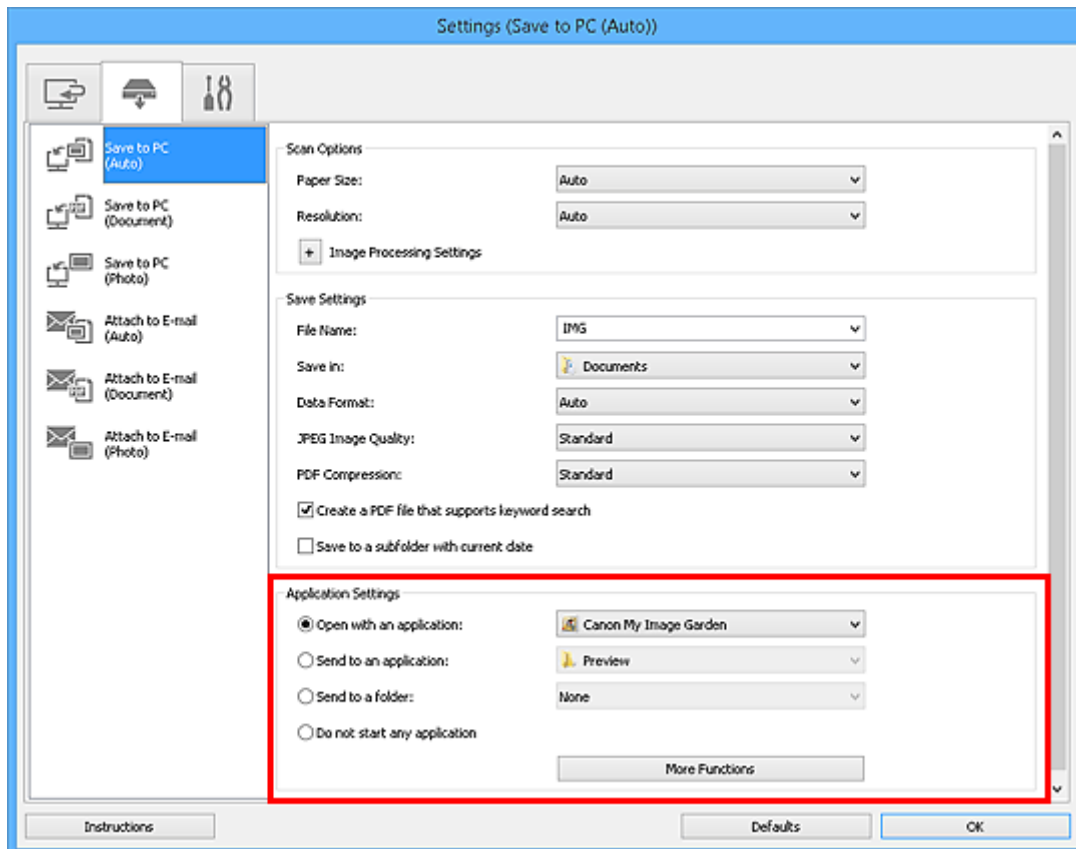 Settings (Save to PC (Auto))
Save to PC
(Auto)
Save to PC
(Document)
Save to PC
(Photo)
Attach to E-mail
(Auto)
Attach to E-mail
(Document)
Attach to E-mail
(Photo)
Scan Options
Paper Size: Auto
Resolution: Auto
+ Image Processing Settings
Save Settings
File Name: IMG
Save in: Documents
Data Format: Auto
JPEG Image Quality: Standard
PDF Compression: Standard
Create a PDF file that supports keyword search
Save to a subfolder with current date
Application Settings
Open with an application: Canon My Image Garden
Send to an application: Preview
Send to a folder: None
Do not start any application
More Functions
Instructions Defaults OK